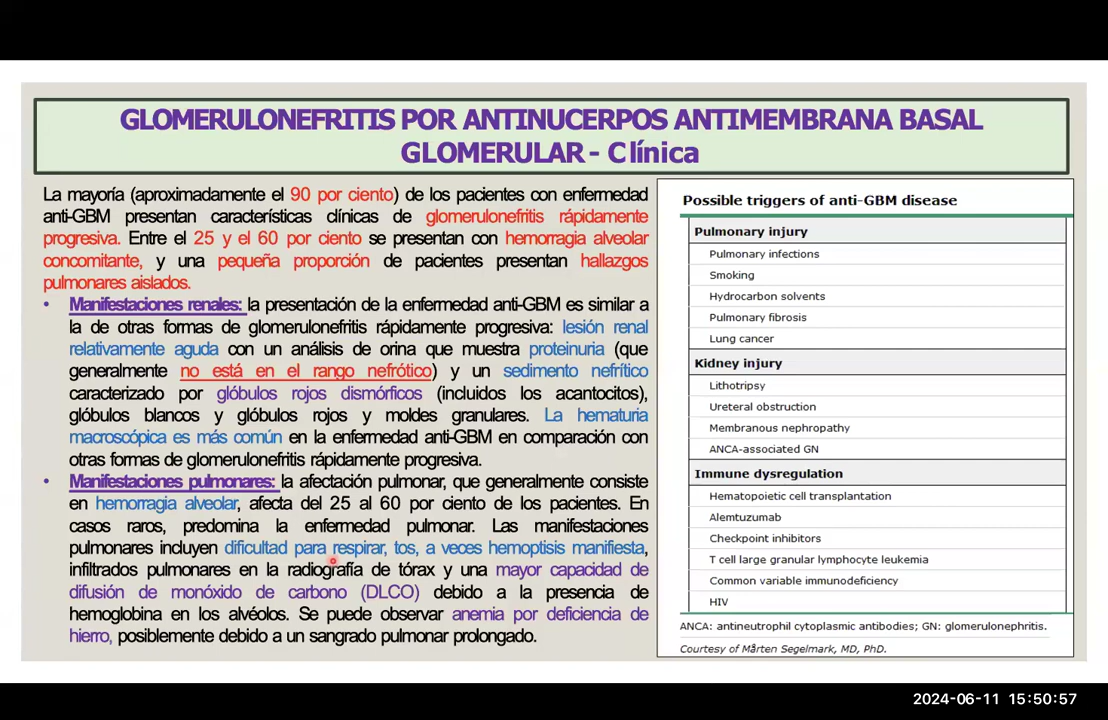 GLOMERULONEFRITIS POR ANTINUCERPOS ANTIMEMBRANA BASAL
GLOMERULAR - Clínica
La mayoría (aproximadamente el 90 por ciento) de los pacientes con enfermedad
anti-GBM presentan características clínicas de glomerulonefritis rápidamente
progresiva. Entre el 25 y el 60 por ciento se presentan con hemorragia alveolar
concomitante, y una pequeña proporción de pacientes presentan hallazgos
pulmonares aislados.
• Manifestaciones renales: la presentación de la enfermedad anti-GBM es similar a
la de otras formas de glomerulonefritis rápidamente progresiva: lesión renal
relativamente aguda con un análisis de orina que muestra proteinuria (que
generalmente no está en el rango nefrótico) y un sedimento nefrítico
caracterizado por glóbulos rojos dismórficos (incluidos los acantocitos),
glóbulos blancos y glóbulos rojos y moldes granulares. La hematuria
macroscópica es más común en la enfermedad anti-GBM en comparación con
otras formas de glomerulonefritis rápidamente progresiva.
• Manifestaciones pulmonares: la afectación pulmonar, que generalmente consiste
en hemorragia alveolar, afecta del 25 al 60 por ciento de los pacientes. En
casos raros, predomina la enfermedad pulmonar. Las manifestaciones
pulmonares incluyen dificultad para respirar, tos, a veces hemoptisis manifiesta,
infiltrados pulmonares en la radiografía de tórax y una mayor capacidad de
difusión de monóxido de carbono (DLCO) debido a la presencia de
hemoglobina en los alvéolos. Se puede observar anemia por deficiencia de
hierro, posiblemente debido a un sangrado pulmonar prolongado.
Possible triggers of anti-GBM disease
Pulmonary injury
Pulmonary infections
Smoking
Hydrocarbon solvents
Pulmonary fibrosis
Lung cancer
Kidney injury
Lithotripsy
Ureteral obstruction
Membranous nephropathy
ANCA-associated GN
Immune dysregulation
Hematopoietic cell transplantation
Alemtuzumab
Checkpoint inhibitors
T cell large granular lymphocyte leukemia
Common variable immunodeficiency
HIV
ANCA: antineutrophil cytoplasmic antibodies; GN: glomerulonephritis.
Courtesy of Mårten Segelmark, MD, PhD.
2024-06-11 15:50:57